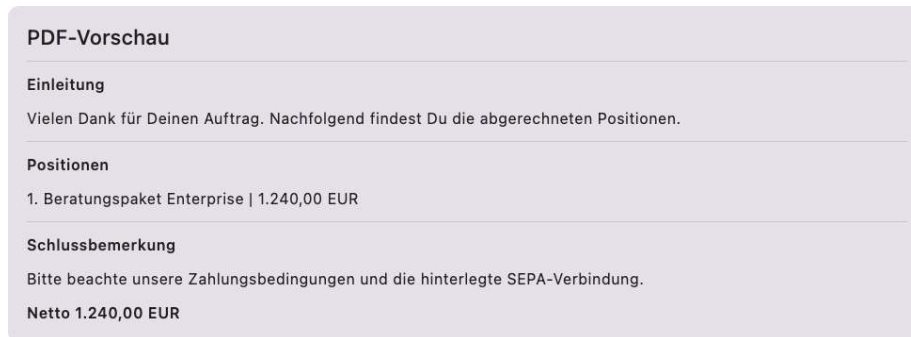 PDF-Vorschau
Einleitung
Vielen Dank für Deinen Auftrag. Nachfolgend findest Du die abgerechneten Positionen.
Positionen
1. Beratungspaket Enterprise | 1.240,00 EUR
Schlussbemerkung
Bitte beachte unsere Zahlungsbedingungen und die hinterlegte SEPA-Verbindung.
Netto 1.240,00 EUR